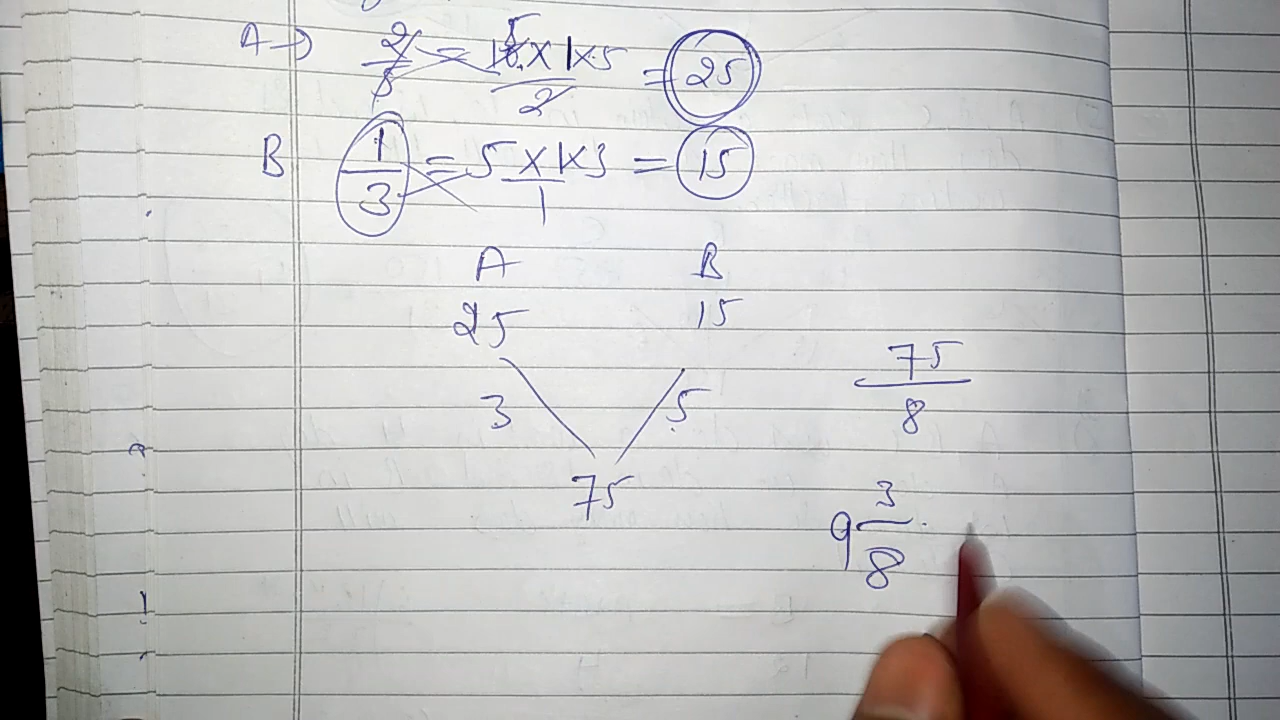 A → 2/5 = 10 5 × 1 × 5 / 2 = 25
B 1/3 = 5 × 1 × 3 / 1 = 15
A B
25 15
75/8
3 5
75
9 3/8